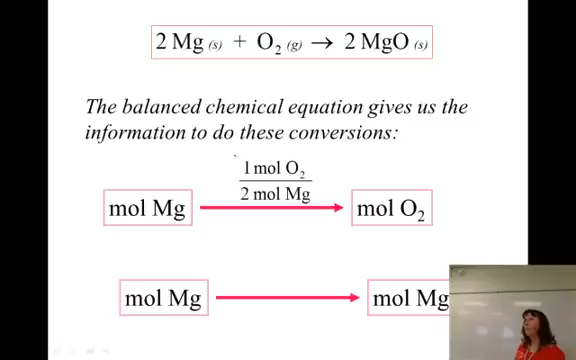 2 Mg (s) + O₂ (g) → 2 MgO (s)
The balanced chemical equation gives us the
information to do these conversions:
1 mol O₂
2 mol Mg
mol Mg → mol O₂
mol Mg → mol Mg